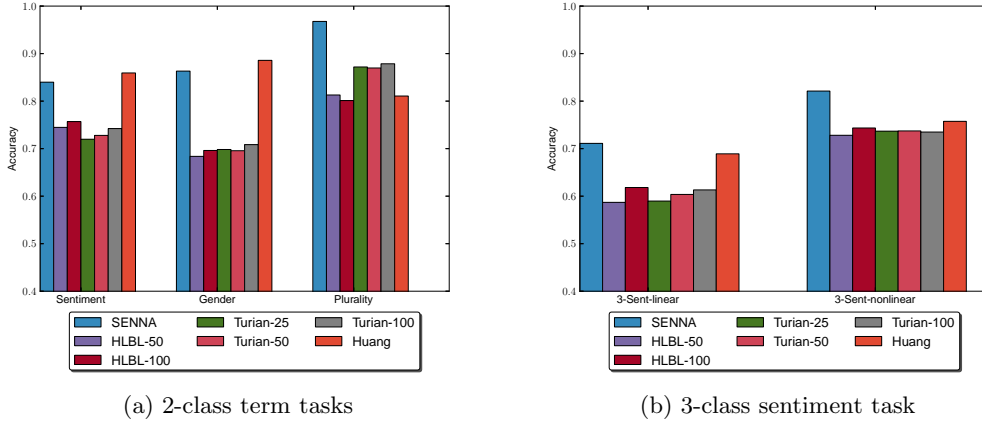 1.0
0.9
0.8
0.7
0.6
0.5
0.4
Accuracy
Sentiment Gender Plurality
SENNA Turian-25 Turian-100
HLBL-50 Turian-50 Huang
HLBL-100
(a) 2-class term tasks
1.0
0.9
0.8
0.7
0.6
0.5
0.4
Accuracy
3-Sent-linear 3-Sent-nonlinear
SENNA Turian-25 Turian-100
HLBL-50 Turian-50 Huang
HLBL-100
(b) 3-class sentiment task